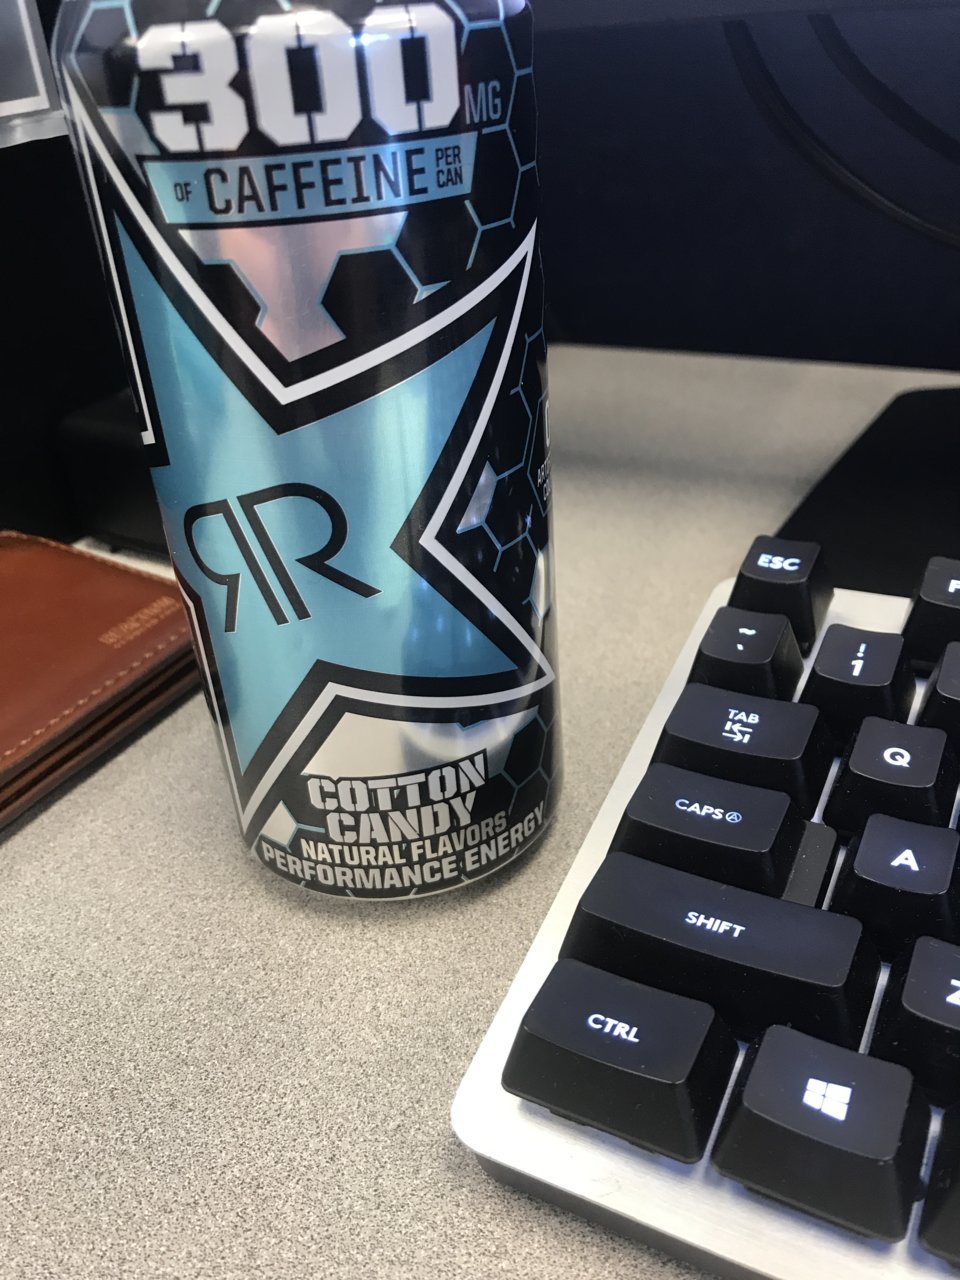 300 MG
OF CAFFEINE PER CAN
RR
COTTON
CANDY
NATURAL FLAVORS
PERFORMANCE ENERGY
ESC
~
`
!
1
TAB
Q
CAPS A
A
SHIFT
Z
CTRL